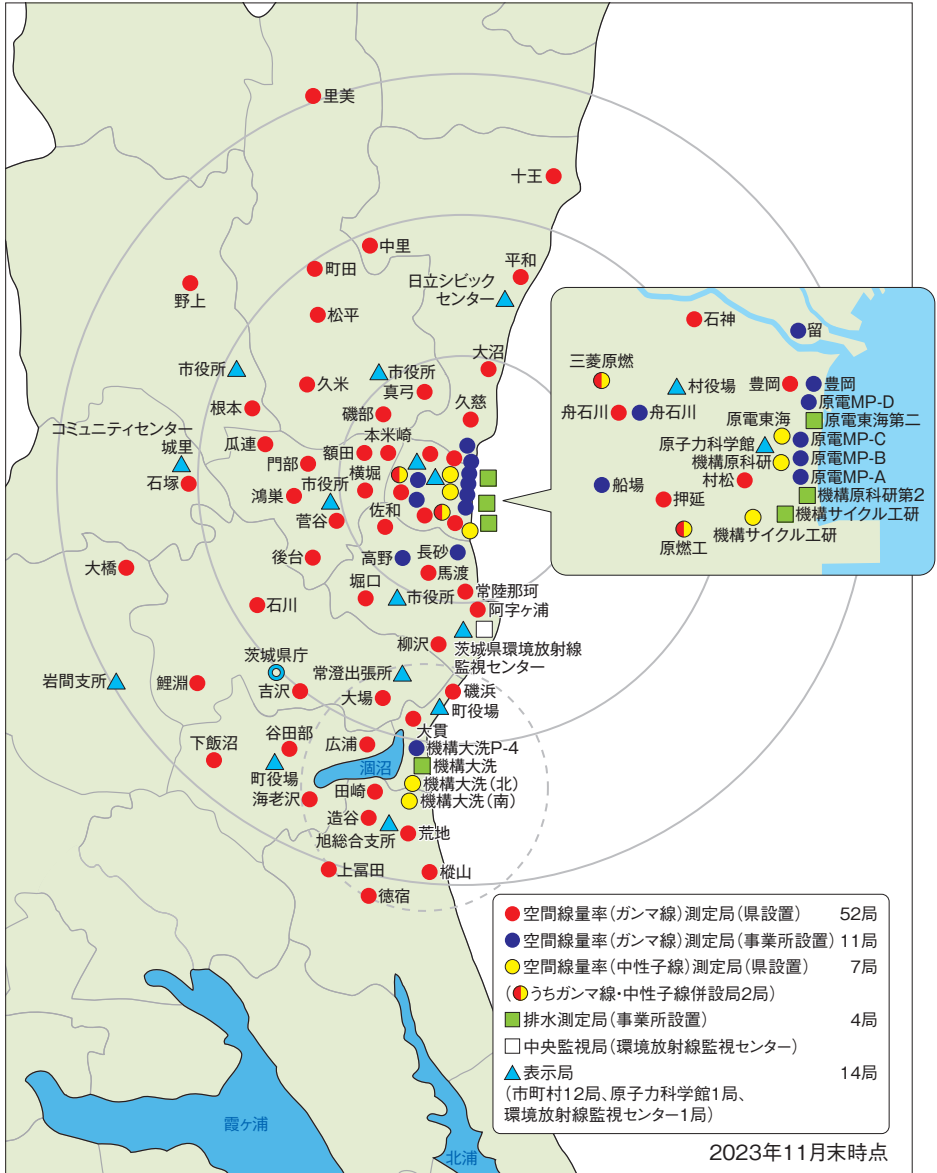 里美
十王
中里
町田
平和
日立シビック
センター
野上
松平
大沼
市役所
市役所
久米
真弓
根本
磯部
久慈
コミュニティセンター
城里
瓜連
本米崎
額田
門部
横堀
石塚
市役所
鴻巣
菅谷
佐和
後台
高野
長砂
大橋
馬渡
堀口
市役所
常陸那珂
石川
阿字ヶ浦
柳沢
茨城県環境放射線
監視センター
茨城県庁
常澄出張所
岩間支所
鯉淵
吉沢
大場
磯浜
町役場
大貫
谷田部
広浦
機構大洗P-4
下飯沼
涸沼
機構大洗
町役場
機構大洗(北)
海老沢
田崎
機構大洗(南)
造谷
旭総合支所
荒地
上冨田
樅山
徳宿
霞ヶ浦
北浦
石神
留
三菱原燃
村役場
豊岡
豊岡
原電MP-D
舟石川
舟石川
原電東海
原電東海第二
原子力科学館
原電MP-C
機構原科研
原電MP-B
船場
村松
原電MP-A
押延
機構原科研第2
機構サイクル工研
原燃工
機構サイクル工研
空間線量率(ガンマ線)測定局(県設置) 52局
空間線量率(ガンマ線)測定局(事業所設置) 11局
空間線量率(中性子線)測定局(県設置) 7局
(うちガンマ線・中性子線併設局2局)
排水測定局(事業所設置) 4局
中央監視局(環境放射線監視センター)
表示局 14局
(市町村12局、原子力科学館1局、
環境放射線監視センター1局)
2023年11月末時点